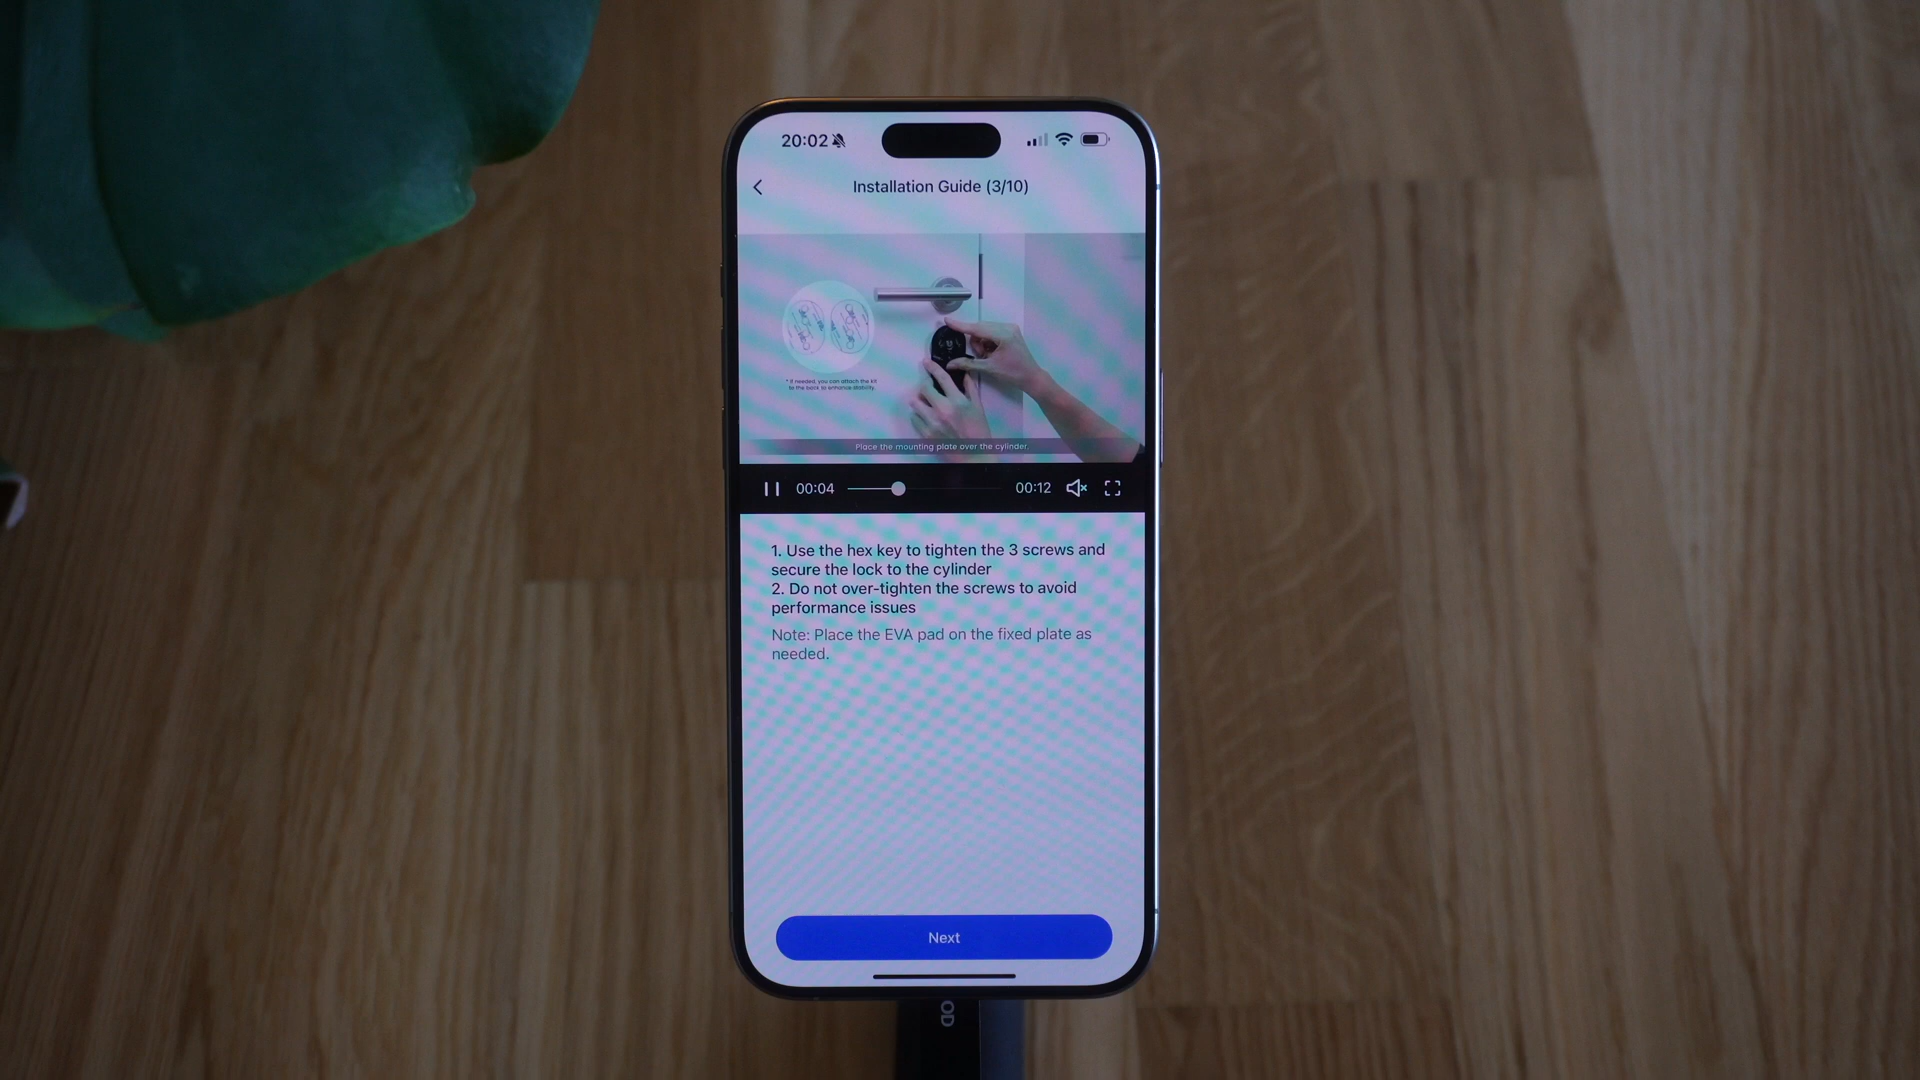 20:02
Installation Guide (3/10)
* If needed, you can attach the kit
to the back to enhance stability.
Place the mounting plate over the cylinder.
00:04
00:12
1. Use the hex key to tighten the 3 screws and
secure the lock to the cylinder
2. Do not over-tighten the screws to avoid
performance issues
Note: Place the EVA pad on the fixed plate as
needed.
Next
OD